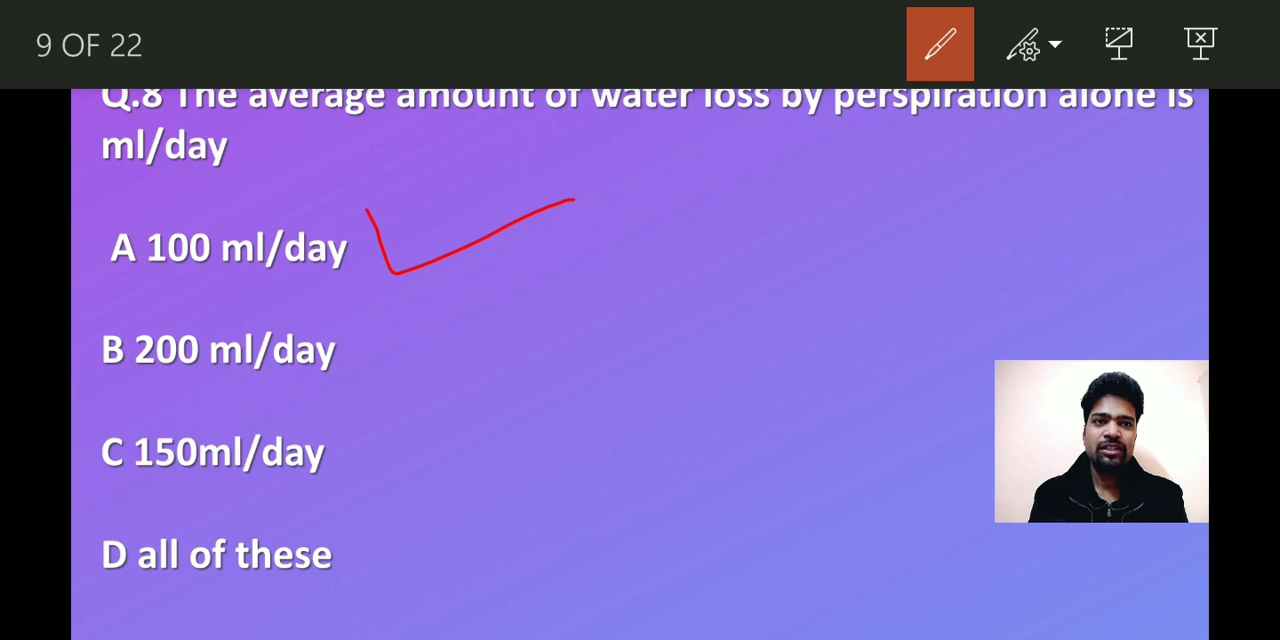 9 OF 22
Q.8 The average amount of water loss by perspiration alone is
ml/day
A 100 ml/day
B 200 ml/day
C 150ml/day
D all of these